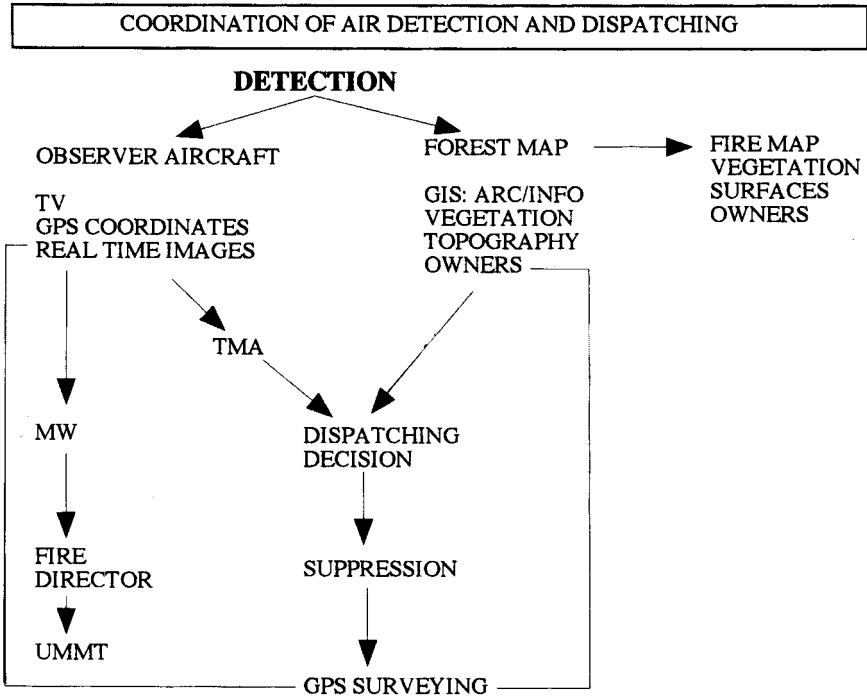 COORDINATION OF AIR DETECTION AND DISPATCHING
DETECTION
OBSERVER AIRCRAFT
TV
GPS COORDINATES
REAL TIME IMAGES
FOREST MAP
GIS: ARC/INFO
VEGETATION
TOPOGRAPHY
OWNERS
FIRE MAP
VEGETATION
SURFACES
OWNERS
TMA
MW
DISPATCHING
DECISION
FIRE
DIRECTOR
SUPPRESSION
UMMT
GPS SURVEYING